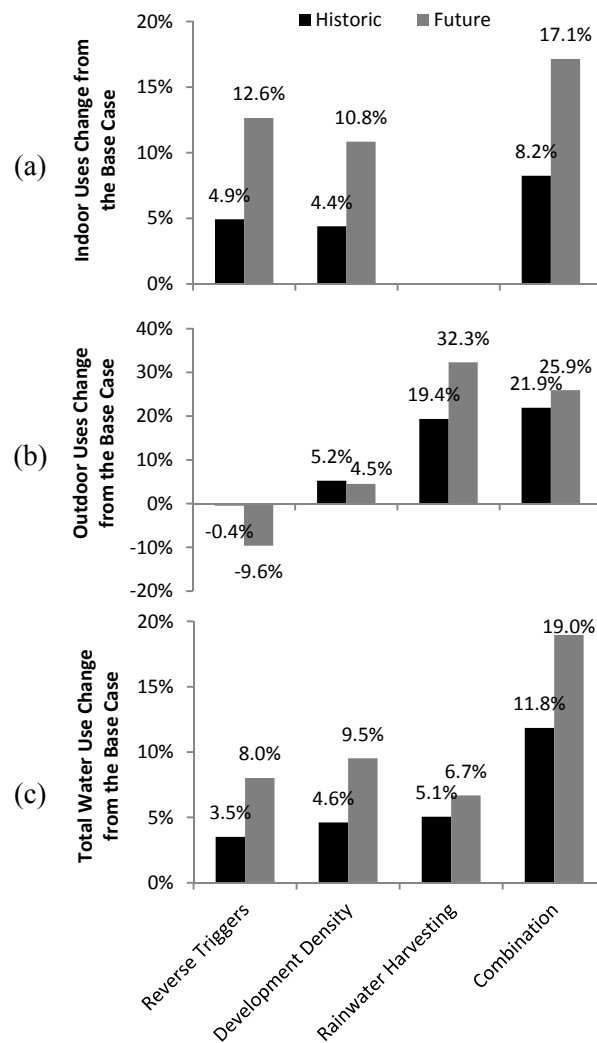 Historic Future
(a)
Indoor Uses Change from
the Base Case
20%
15%
10%
5%
0%
4.9%
12.6%
4.4%
10.8%
8.2%
17.1%
(b)
Outdoor Uses Change
from the Base Case
40%
30%
20%
10%
0%
-10%
-20%
-0.4%
-9.6%
5.2%
4.5%
19.4%
32.3%
21.9%
25.9%
(c)
Total Water Use Change
from the Base Case
20%
15%
10%
5%
0%
3.5%
8.0%
4.6%
9.5%
5.1%
6.7%
11.8%
19.0%
Reverse Triggers
Development Density
Rainwater Harvesting
Combination